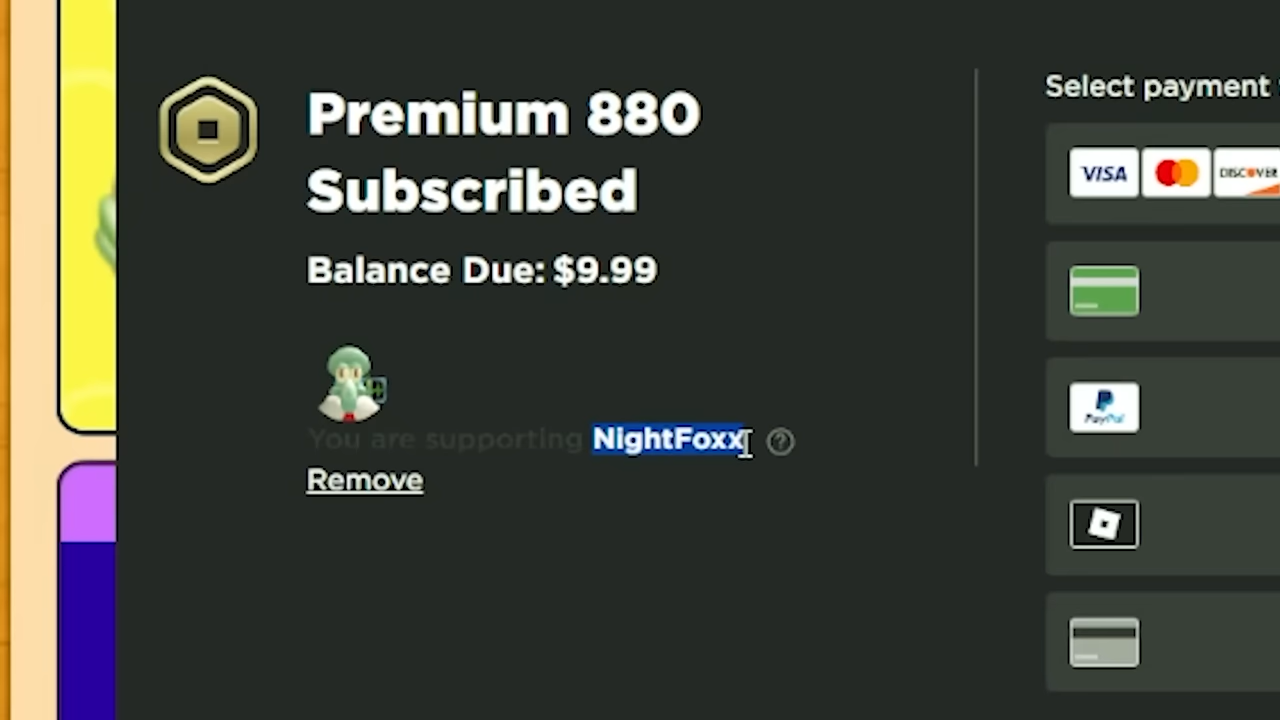 Premium 880
Subscribed
Balance Due: $9.99
You are supporting NightFoxx
Remove
Select payment
VISA
DISCOVER
PayPal